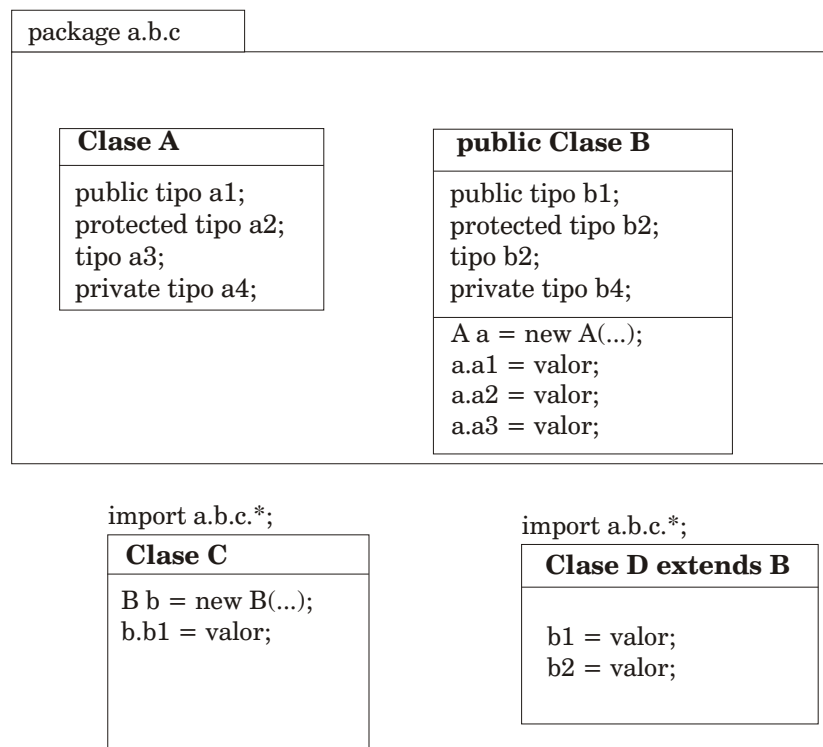 package a.b.c
Clase A
public tipo a1;
protected tipo a2;
tipo a3;
private tipo a4;
public Clase B
public tipo b1;
protected tipo b2;
tipo b2;
private tipo b4;
A a = new A(...);
a.a1 = valor;
a.a2 = valor;
a.a3 = valor;
import a.b.c.*;
Clase C
B b = new B(...);
b.b1 = valor;
import a.b.c.*;
Clase D extends B
b1 = valor;
b2 = valor;